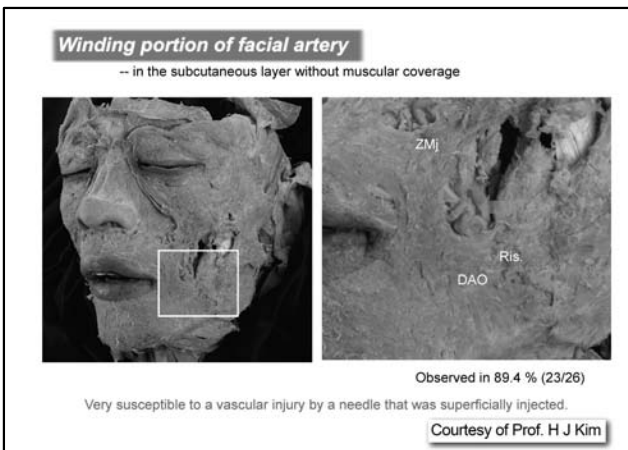 Winding portion of facial artery
-- in the subcutaneous layer without muscular coverage
ZMj
Ris.
DAO
Observed in 89.4 % (23/26)
Very susceptible to a vascular injury by a needle that was superficially injected.
Courtesy of Prof. H J Kim